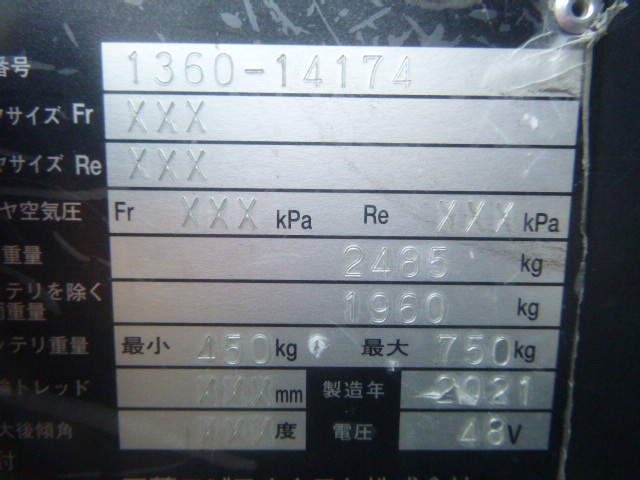 番号 1360-14174
ヤサイズ Fr XXX
ヤサイズ Re XXX
ヤ空気圧 Fr XXX kPa Re XXX kPa
重量 2485 kg
テリを除く
重量 1960 kg
ッテリ重量 最小 450 kg 最大 750 kg
トレッド XXX mm 製造年 2021
大後傾角 XXX 度 電圧 48 V
付